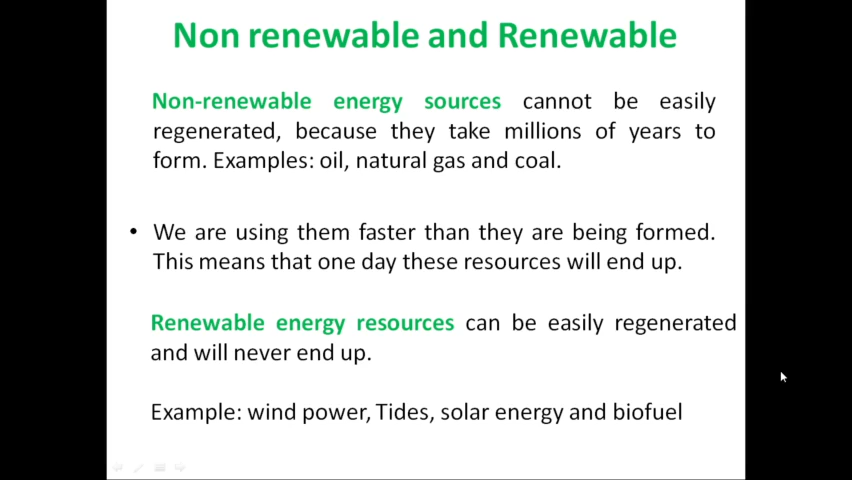 Non renewable and Renewable
Non-renewable energy sources cannot be easily
regenerated, because they take millions of years to
form. Examples: oil, natural gas and coal.
• We are using them faster than they are being formed.
This means that one day these resources will end up.
Renewable energy resources can be easily regenerated
and will never end up.
Example: wind power, Tides, solar energy and biofuel